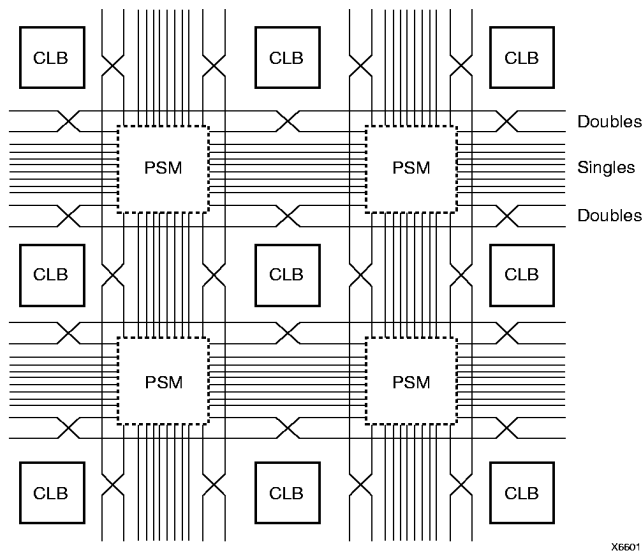 CLB CLB CLB
Doubles
PSM PSM Singles
Doubles
CLB CLB CLB
PSM PSM
CLB CLB CLB
X6601